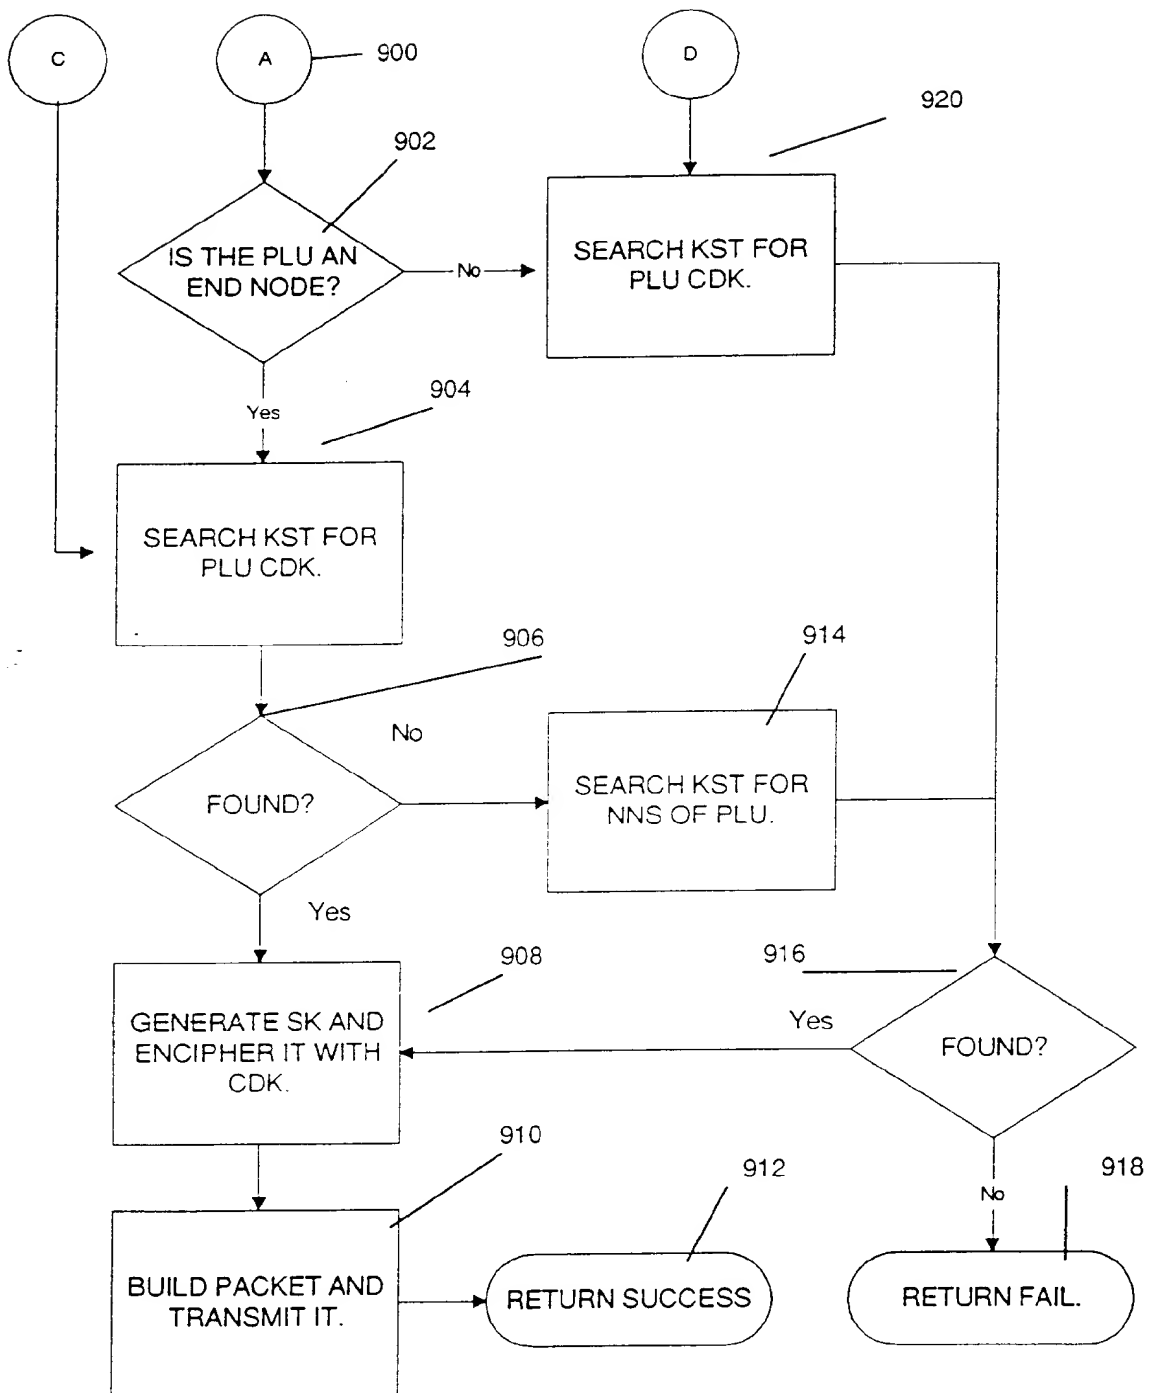 C
A
900
D
920
902
IS THE PLU AN
END NODE?
No
SEARCH KST FOR
PLU CDK.
Yes
904
SEARCH KST FOR
PLU CDK.
906
914
No
FOUND?
SEARCH KST FOR
NNS OF PLU.
Yes
908
916
Yes
GENERATE SK AND
ENCIPHER IT WITH
CDK.
FOUND?
910
912
No
918
BUILD PACKET AND
TRANSMIT IT.
RETURN SUCCESS
RETURN FAIL.